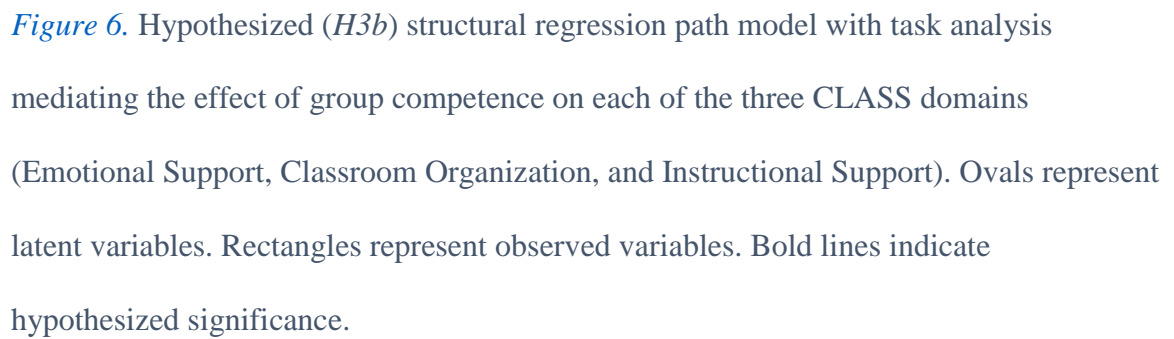 Figure 6. Hypothesized (H3b) structural regression path model with task analysis
mediating the effect of group competence on each of the three CLASS domains
(Emotional Support, Classroom Organization, and Instructional Support). Ovals represent
latent variables. Rectangles represent observed variables. Bold lines indicate
hypothesized significance.